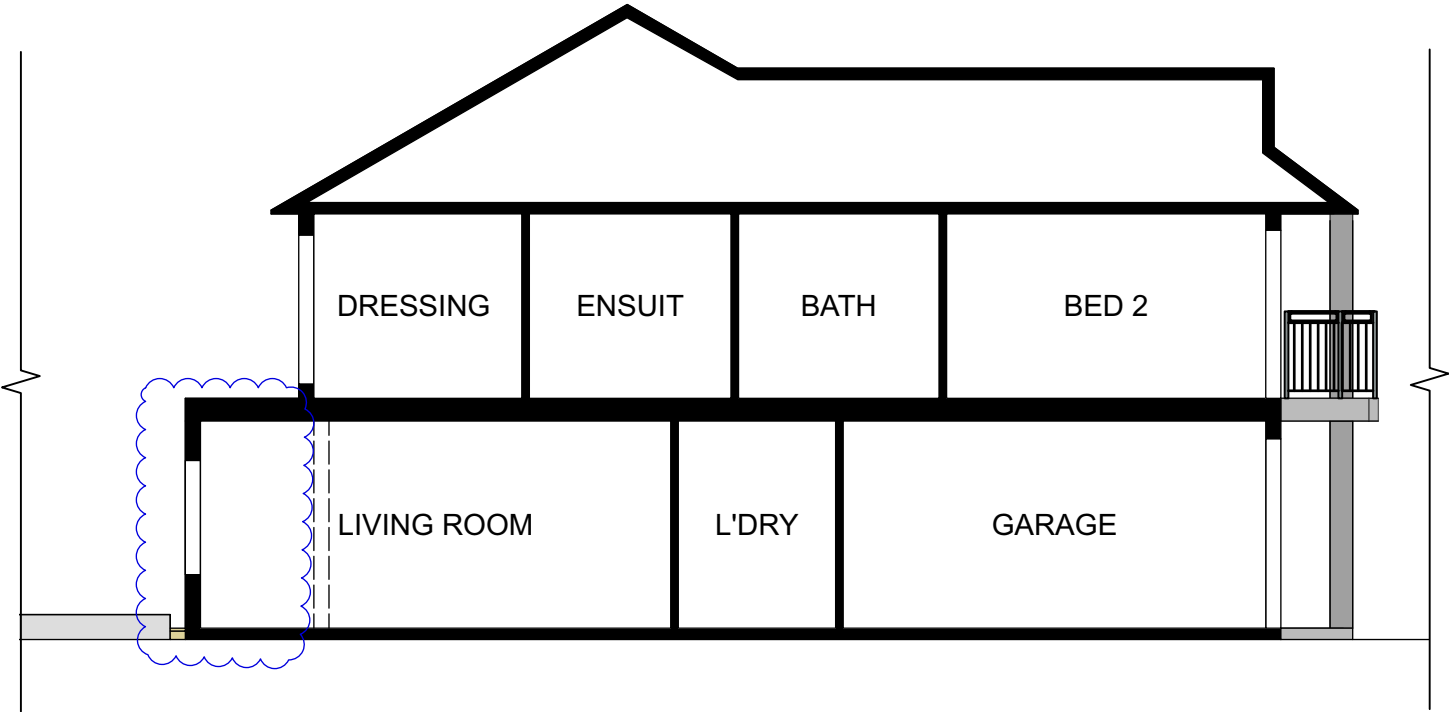 DRESSING
ENSUIT
BATH
BED 2
LIVING ROOM
L'DRY
GARAGE